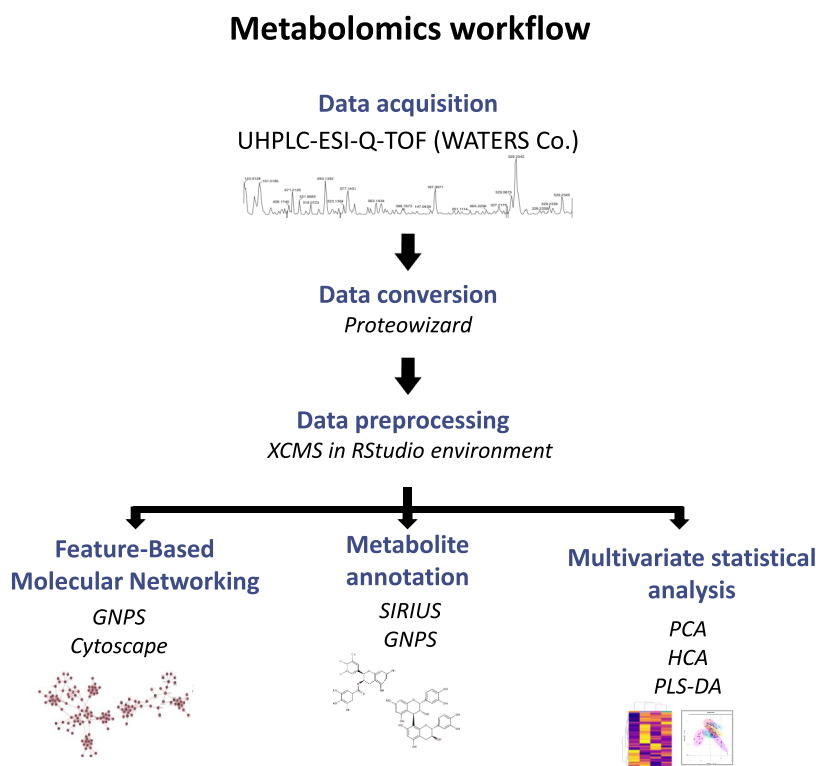 Metabolomics workflow
Data acquisition
UHPLC-ESI-Q-TOF (WATERS Co.)
Data conversion
Proteowizard
Data preprocessing
XCMS in RStudio environment
Feature-Based
Molecular Networking
GNPS
Cytoscape
Metabolite
annotation
SIRIUS
GNPS
Multivariate statistical
analysis
PCA
HCA
PLS-DA